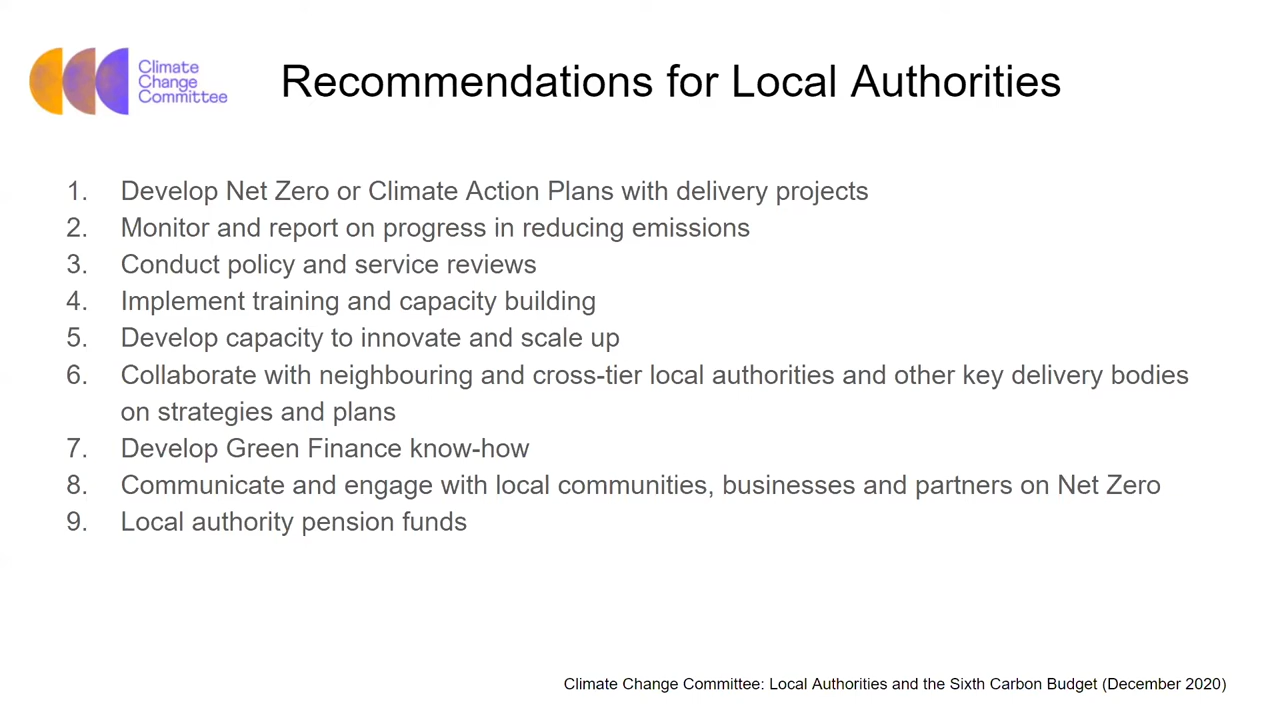 Climate
Change
Committee
Recommendations for Local Authorities
1. Develop Net Zero or Climate Action Plans with delivery projects
2. Monitor and report on progress in reducing emissions
3. Conduct policy and service reviews
4. Implement training and capacity building
5. Develop capacity to innovate and scale up
6. Collaborate with neighbouring and cross-tier local authorities and other key delivery bodies
on strategies and plans
7. Develop Green Finance know-how
8. Communicate and engage with local communities, businesses and partners on Net Zero
9. Local authority pension funds
Climate Change Committee: Local Authorities and the Sixth Carbon Budget (December 2020)